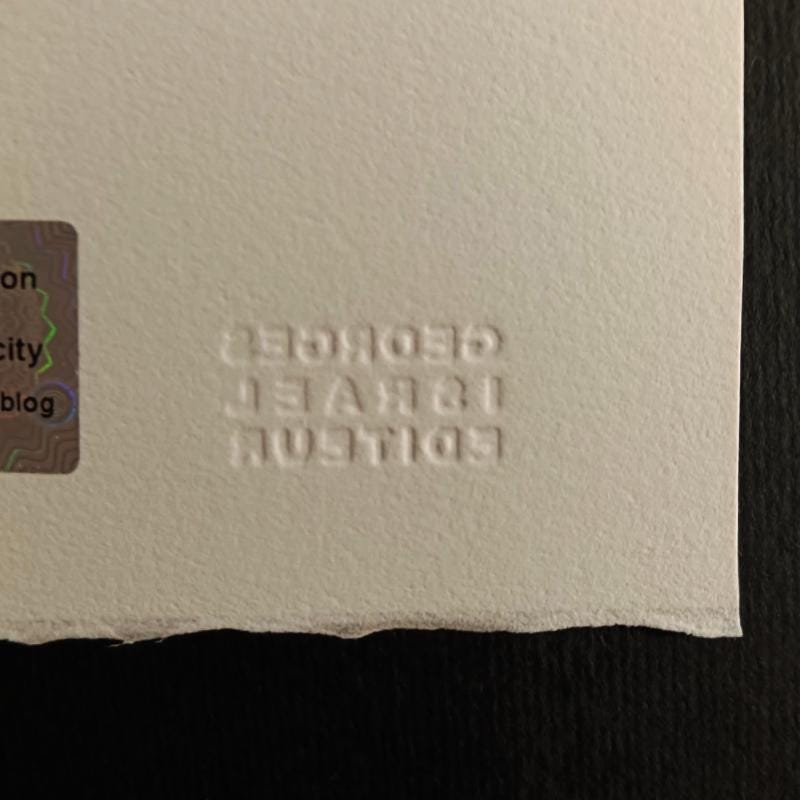 on
city
blog
GEORGES
ISRAEL
EDITEUR